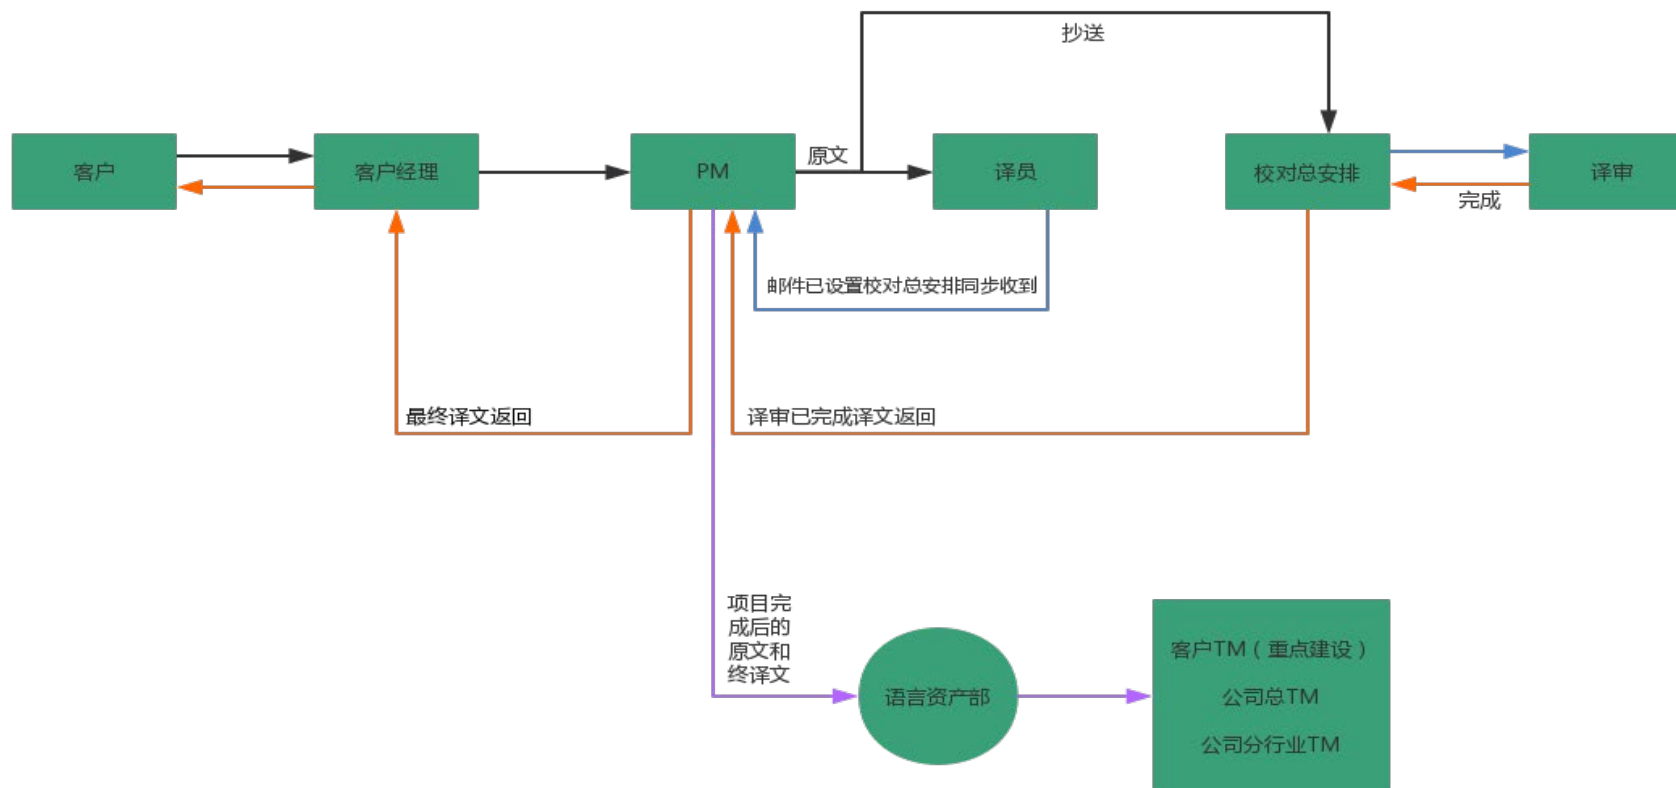 抄送
客户
客户经理
PM
原文
译员
校对总安排
译审
完成
邮件已设置校对总安排同步收到
最终译文返回
译审已完成译文返回
项目完
成后的
原文和
终译文
语言资产部
客户TM（重点建设）
公司总TM
公司分行业TM